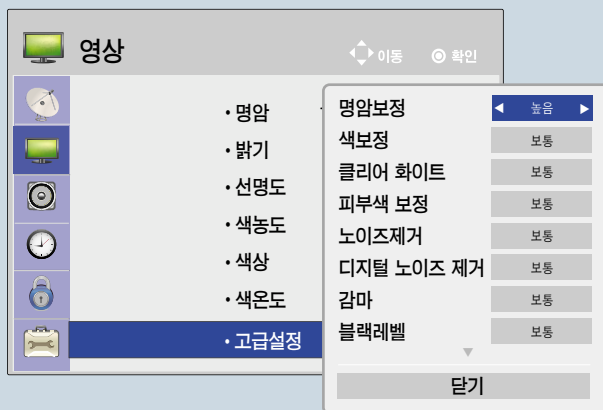 영상
이동 확인
• 명암
• 밝기
• 선명도
• 색농도
• 색상
• 색온도
• 고급설정
명암보정 ◀ 높음 ▶
색보정 보통
클리어 화이트 보통
피부색 보정 보통
노이즈제거 보통
디지털 노이즈 제거 보통
감마 보통
블랙레벨 보통
▼
닫기